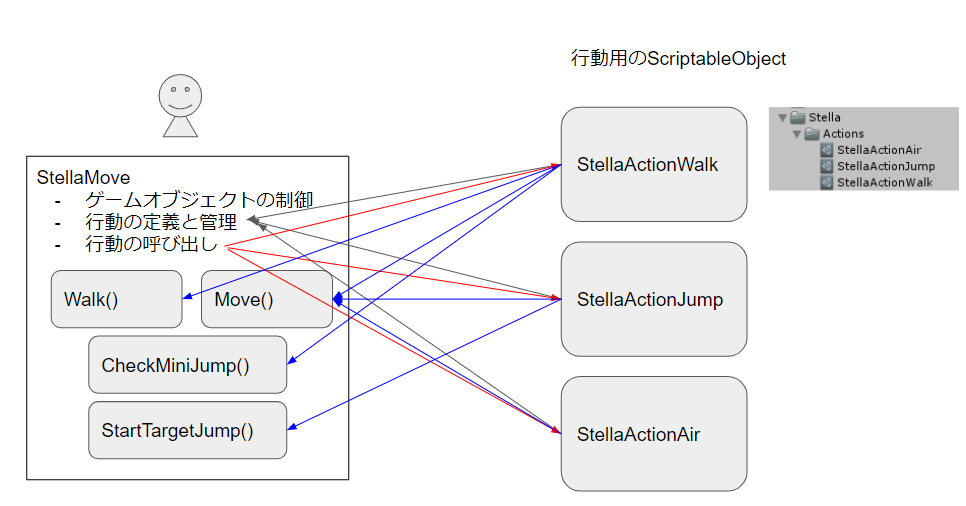 行動用のScriptableObject
StellaMove
- ゲームオブジェクトの制御
- 行動の定義と管理
- 行動の呼び出し
Walk()
Move()
CheckMiniJump()
StartTargetJump()
StellaActionWalk
StellaActionJump
StellaActionAir
Stella
Actions
StellaActionAir
StellaActionJump
StellaActionWalk